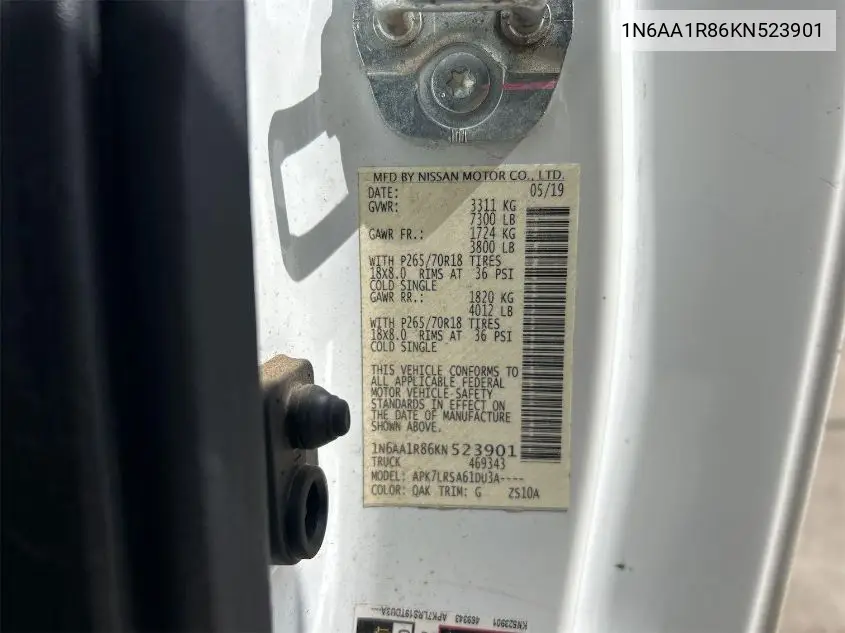 1N6AA1R86KN523901
MFD BY NISSAN MOTOR CO., LTD.
DATE: 05/19
GVWR: 3311 KG
7300 LB
GAWR FR.: 1724 KG
3800 LB
WITH P265/70R18 TIRES
18x8.0 RIMS AT 36 PSI
COLD SINGLE
GAWR RR.: 1820 KG
4012 LB
WITH P265/70R18 TIRES
18x8.0 RIMS AT 36 PSI
COLD SINGLE
THIS VEHICLE CONFORMS TO
ALL APPLICABLE FEDERAL
MOTOR VEHICLE SAFETY
STANDARDS IN EFFECT ON
THE DATE OF MANUFACTURE
SHOWN ABOVE.
1N6AA1R86KN 523901
TRUCK 469343
MODEL: APK7LRSA61DU3A----
COLOR: QAK TRIM: G ZS10A
KN523901 469343